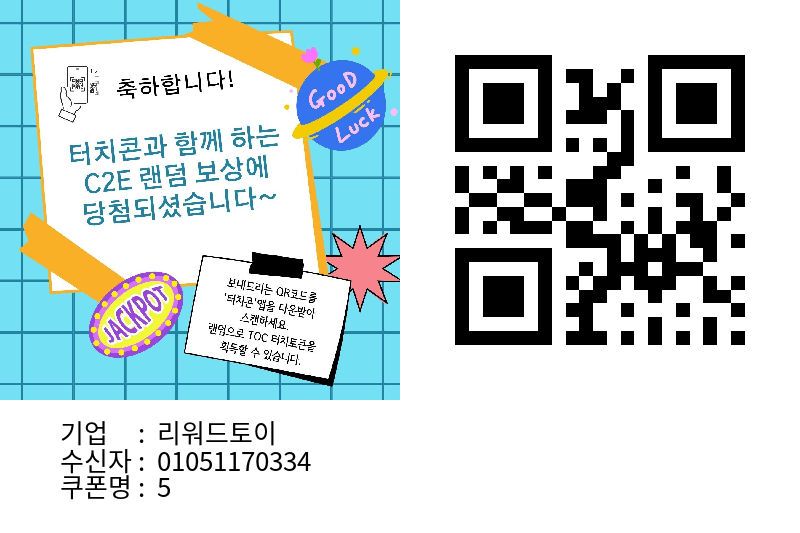 축하합니다!
터치콘과 함께 하는
C2E 랜덤 보상에
당첨되셨습니다~
GooD
Luck
JACKPOT
보내드리는 QR코드를
'터치콘'앱을 다운받아
스캔하세요.
랜덤으로 TOC 터치토큰을
획득할 수 있습니다.
기업 : 리워드토이
수신자 : 01051170334
쿠폰명 : 5